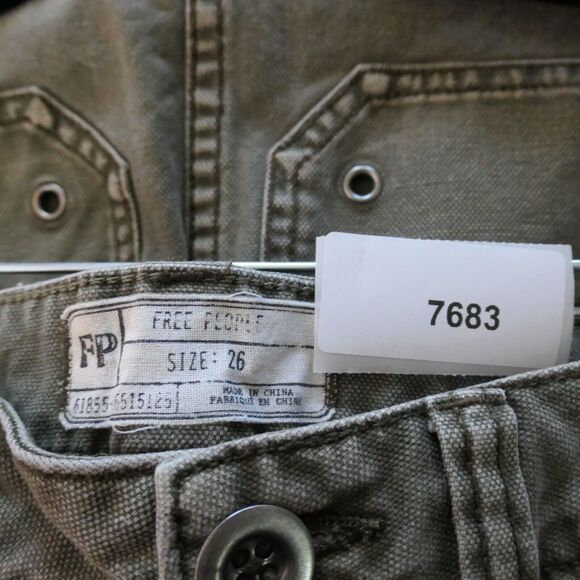 FREE PEOPLE
FP
SIZE: 26
MADE IN CHINA
FABRIQUE EN CHINE
7683